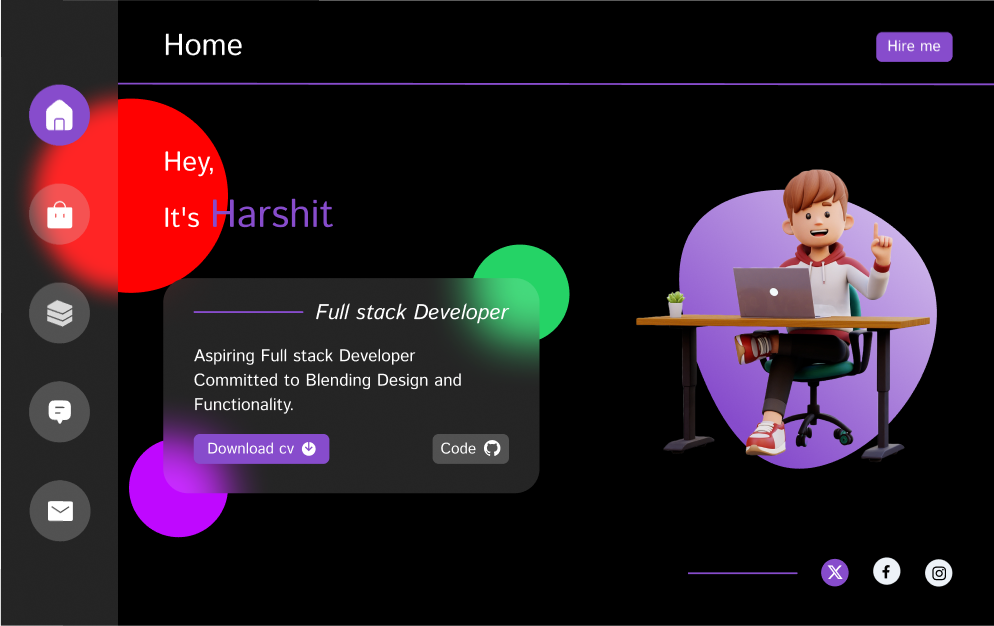 Home
Hire me
Hey,
It's Harshit
Full stack Developer
Aspiring Full stack Developer
Committed to Blending Design and
Functionality.
Download cv
Code